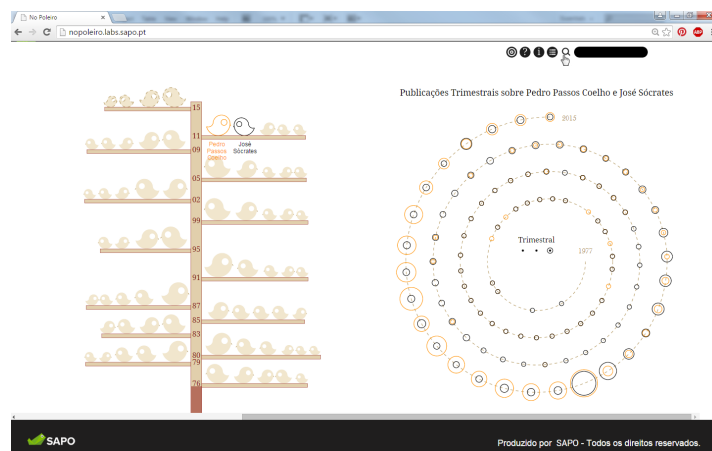 No Poleiro
nopoleiro.labs.sapo.pt
Publicações Trimestrais sobre Pedro Passos Coelho e José Sócrates
15
11
Pedro
Passos
Coelho
José
Sócrates
09
05
02
99
95
91
87
85
83
80
79
76
2015
Trimestral
1977
SAPO
Produzido por SAPO - Todos os direitos reservados.